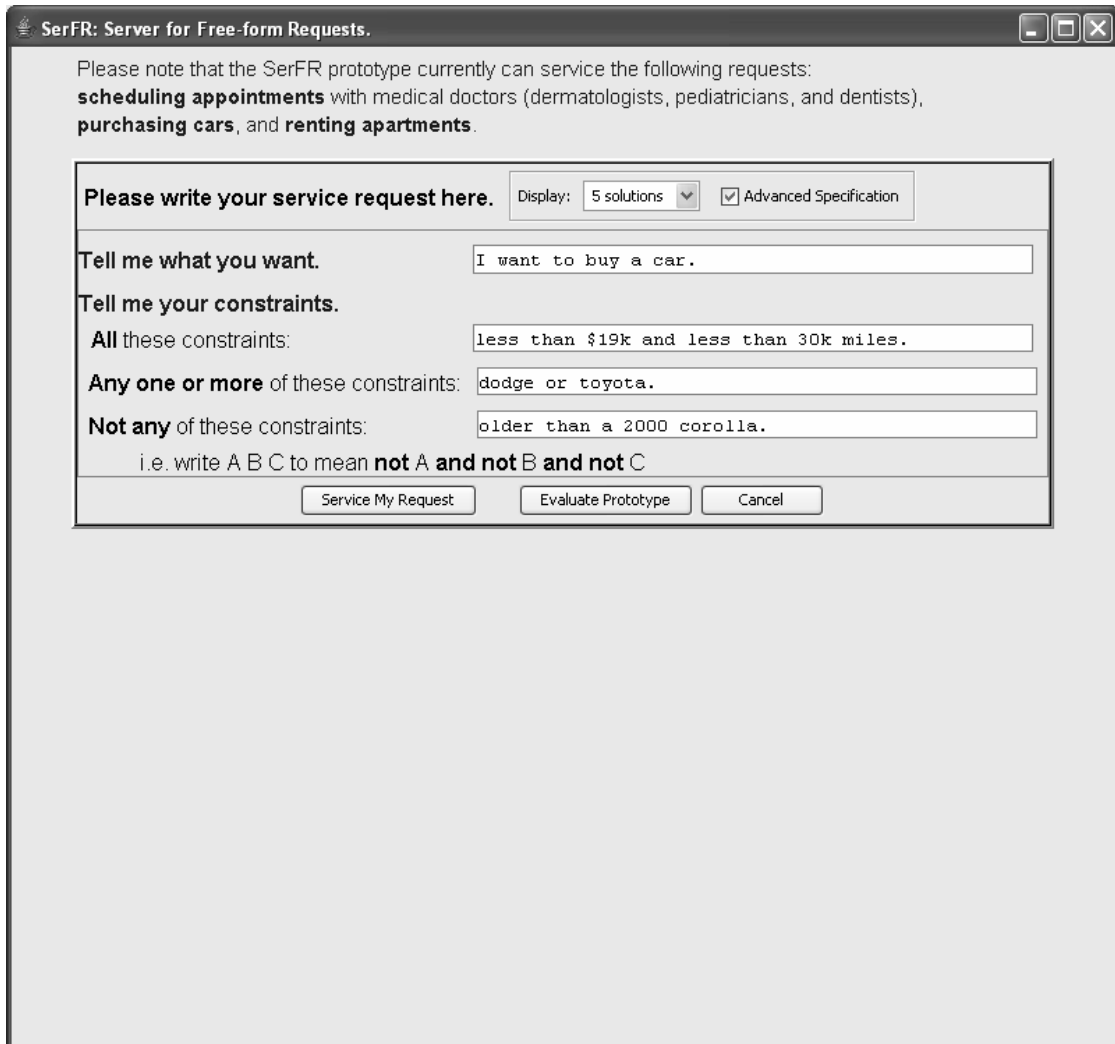 SerFR: Server for Free-form Requests.
Please note that the SerFR prototype currently can service the following requests:
scheduling appointments with medical doctors (dermatologists, pediatricians, and dentists),
purchasing cars, and renting apartments.
Please write your service request here. Display: 5 solutions Advanced Specification
Tell me what you want. I want to buy a car.
Tell me your constraints.
All these constraints: less than $19k and less than 30k miles.
Any one or more of these constraints: dodge or toyota.
Not any of these constraints: older than a 2000 corolla.
i.e. write A B C to mean not A and not B and not C
Service My Request Evaluate Prototype Cancel